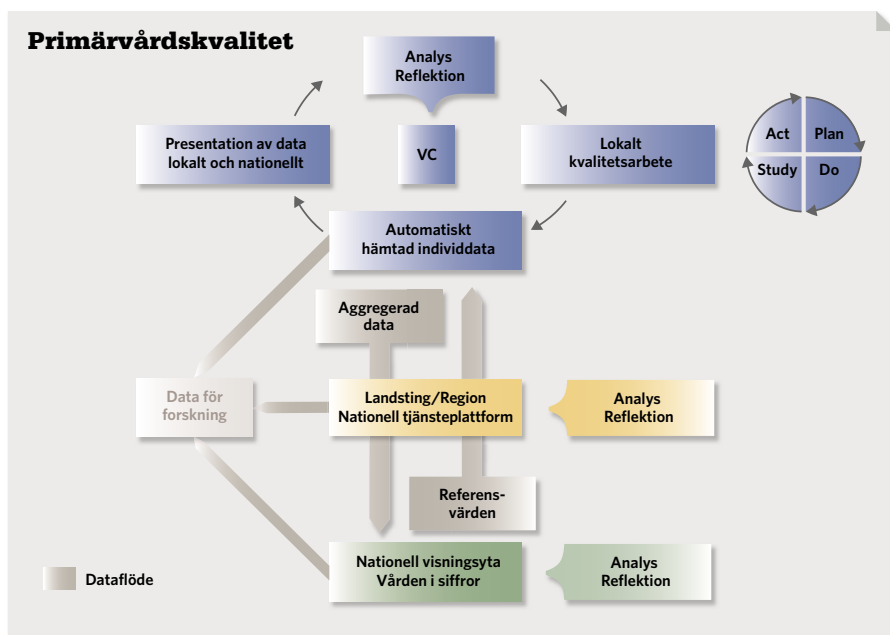 Primärvårdskvalitet
Analys
Reflektion
Presentation av data
lokalt och nationellt
VC
Lokalt
kvalitetsarbete
Act
Plan
Study
Do
Automatiskt
hämtad individdata
Aggregerad
data
Data för
forskning
Landsting/Region
Nationell tjänsteplattform
Analys
Reflektion
Referens-
värden
Nationell visningsyta
Vården i siffror
Analys
Reflektion
Dataflöde